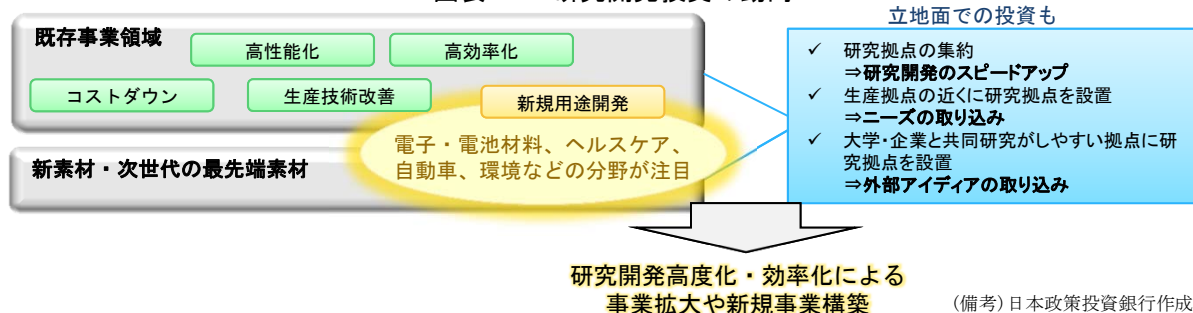 立地面での投資も
既存事業領域
高性能化
高効率化
コストダウン
生産技術改善
新規用途開発
電子・電池材料、ヘルスケア、
自動車、環境などの分野が注目
新素材・次世代の最先端素材
✓ 研究拠点の集約
⇒研究開発のスピードアップ
✓ 生産拠点の近くに研究拠点を設置
⇒ニーズの取り込み
✓ 大学・企業と共同研究がしやすい拠点に研
究拠点を設置
⇒外部アイディアの取り込み
研究開発高度化・効率化による
事業拡大や新規事業構築
(備考)日本政策投資銀行作成